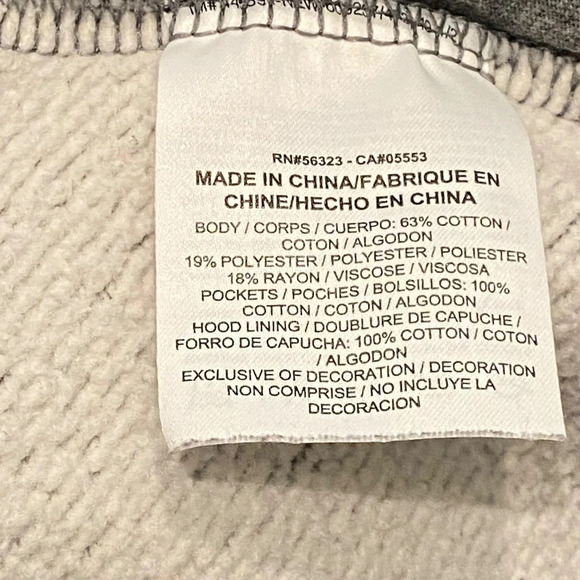 RN#56323 - CA#05553
MADE IN CHINA/FABRIQUE EN
CHINE/HECHO EN CHINA
BODY / CORPS / CUERPO: 63% COTTON /
COTON / ALGODON
19% POLYESTER / POLYESTER / POLIESTER
18% RAYON / VISCOSE / VISCOSA
POCKETS / POCHES / BOLSILLOS: 100%
COTTON / COTON / ALGODON
HOOD LINING / DOUBLURE DE CAPUCHE /
FORRO DE CAPUCHA: 100% COTTON / COTON
/ ALGODON
EXCLUSIVE OF DECORATION / DECORATION
NON COMPRISE / NO INCLUYE LA
DECORACION